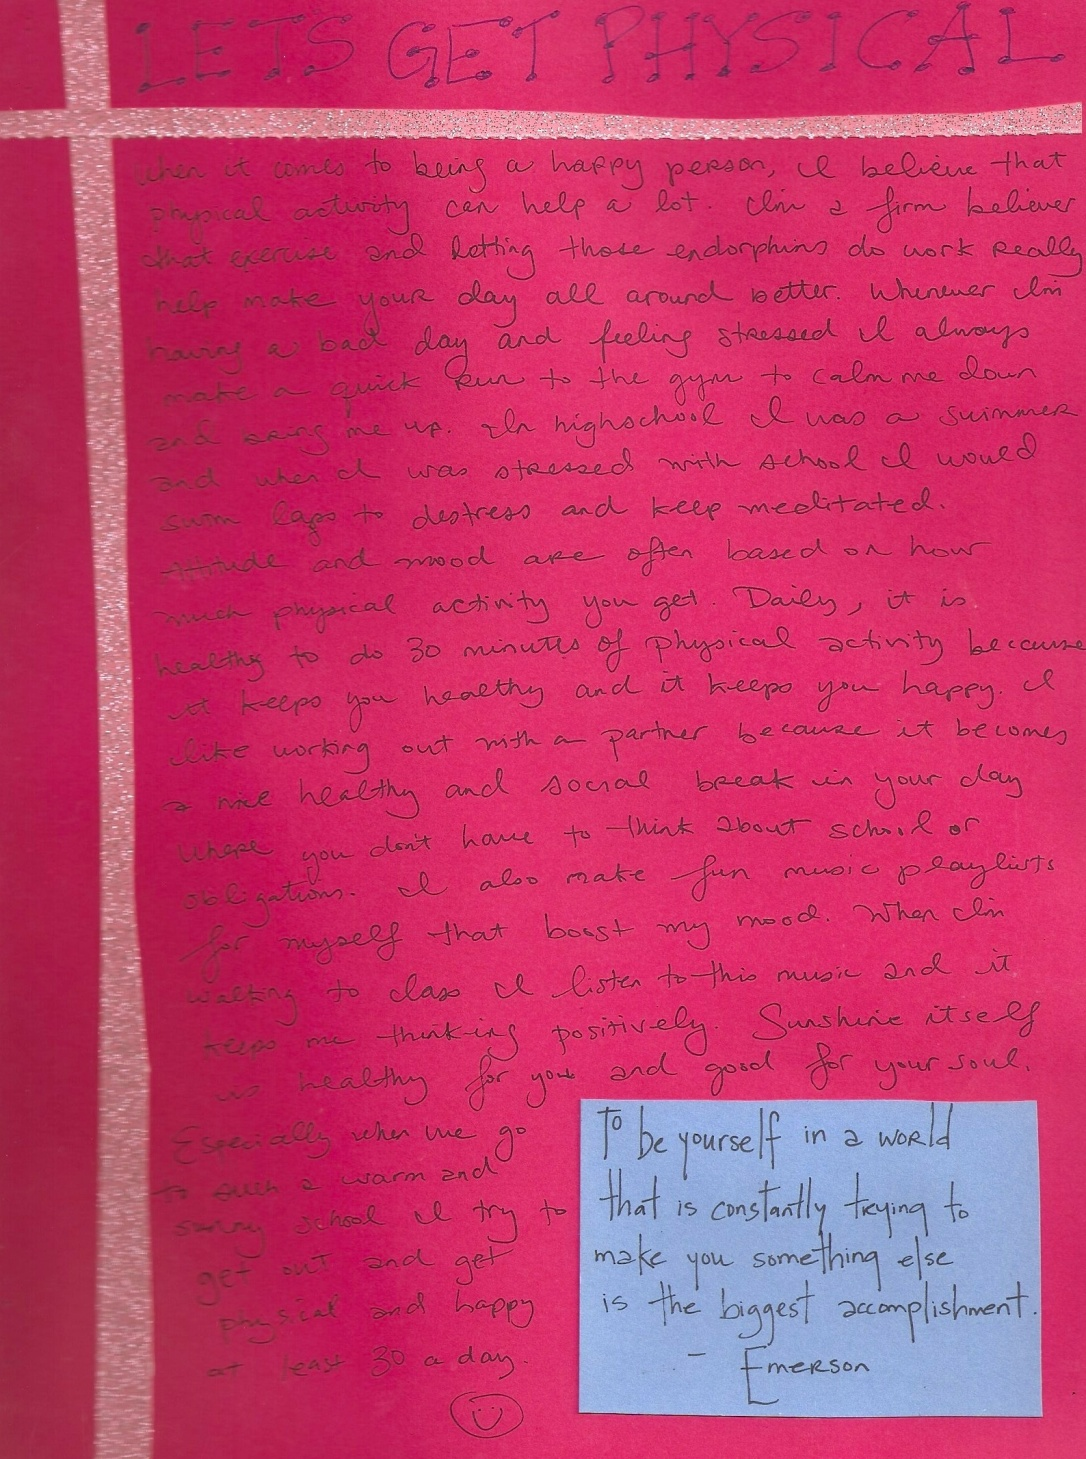 LETS GET PHYSICAL
When it comes to being a happy person, I believe that
physical activity can help a lot. I'm a firm believer
that exercise and letting those endorphins do work really
help make your day all around better. Whenever I'm
having a bad day and feeling stressed I always
make a quick run to the gym to calm me down
and bring me up. In highschool I was a swimmer
and when I was stressed with school I would
swim laps to destress and keep meditated.
Attitude and mood are often based on how
much physical activity you get. Daily, it is
healthy to do 30 minutes of physical activity because
it keeps you healthy and it keeps you happy. I
like working out with a partner because it becomes
a nice healthy and social break in your day
where you don't have to think about school or
obligations. I also make fun music playlists
for myself that boost my mood. When I'm
walking to class I listen to this music and it
keeps me thinking positively. Sunshine itself
is healthy for you and good for your soul.
Especially when we go
to such a warm and
sunny school I try to
get out and get
physical and happy
at least 30 a day.
To be yourself in a world
that is constantly trying to
make you something else
is the biggest accomplishment.
- Emerson